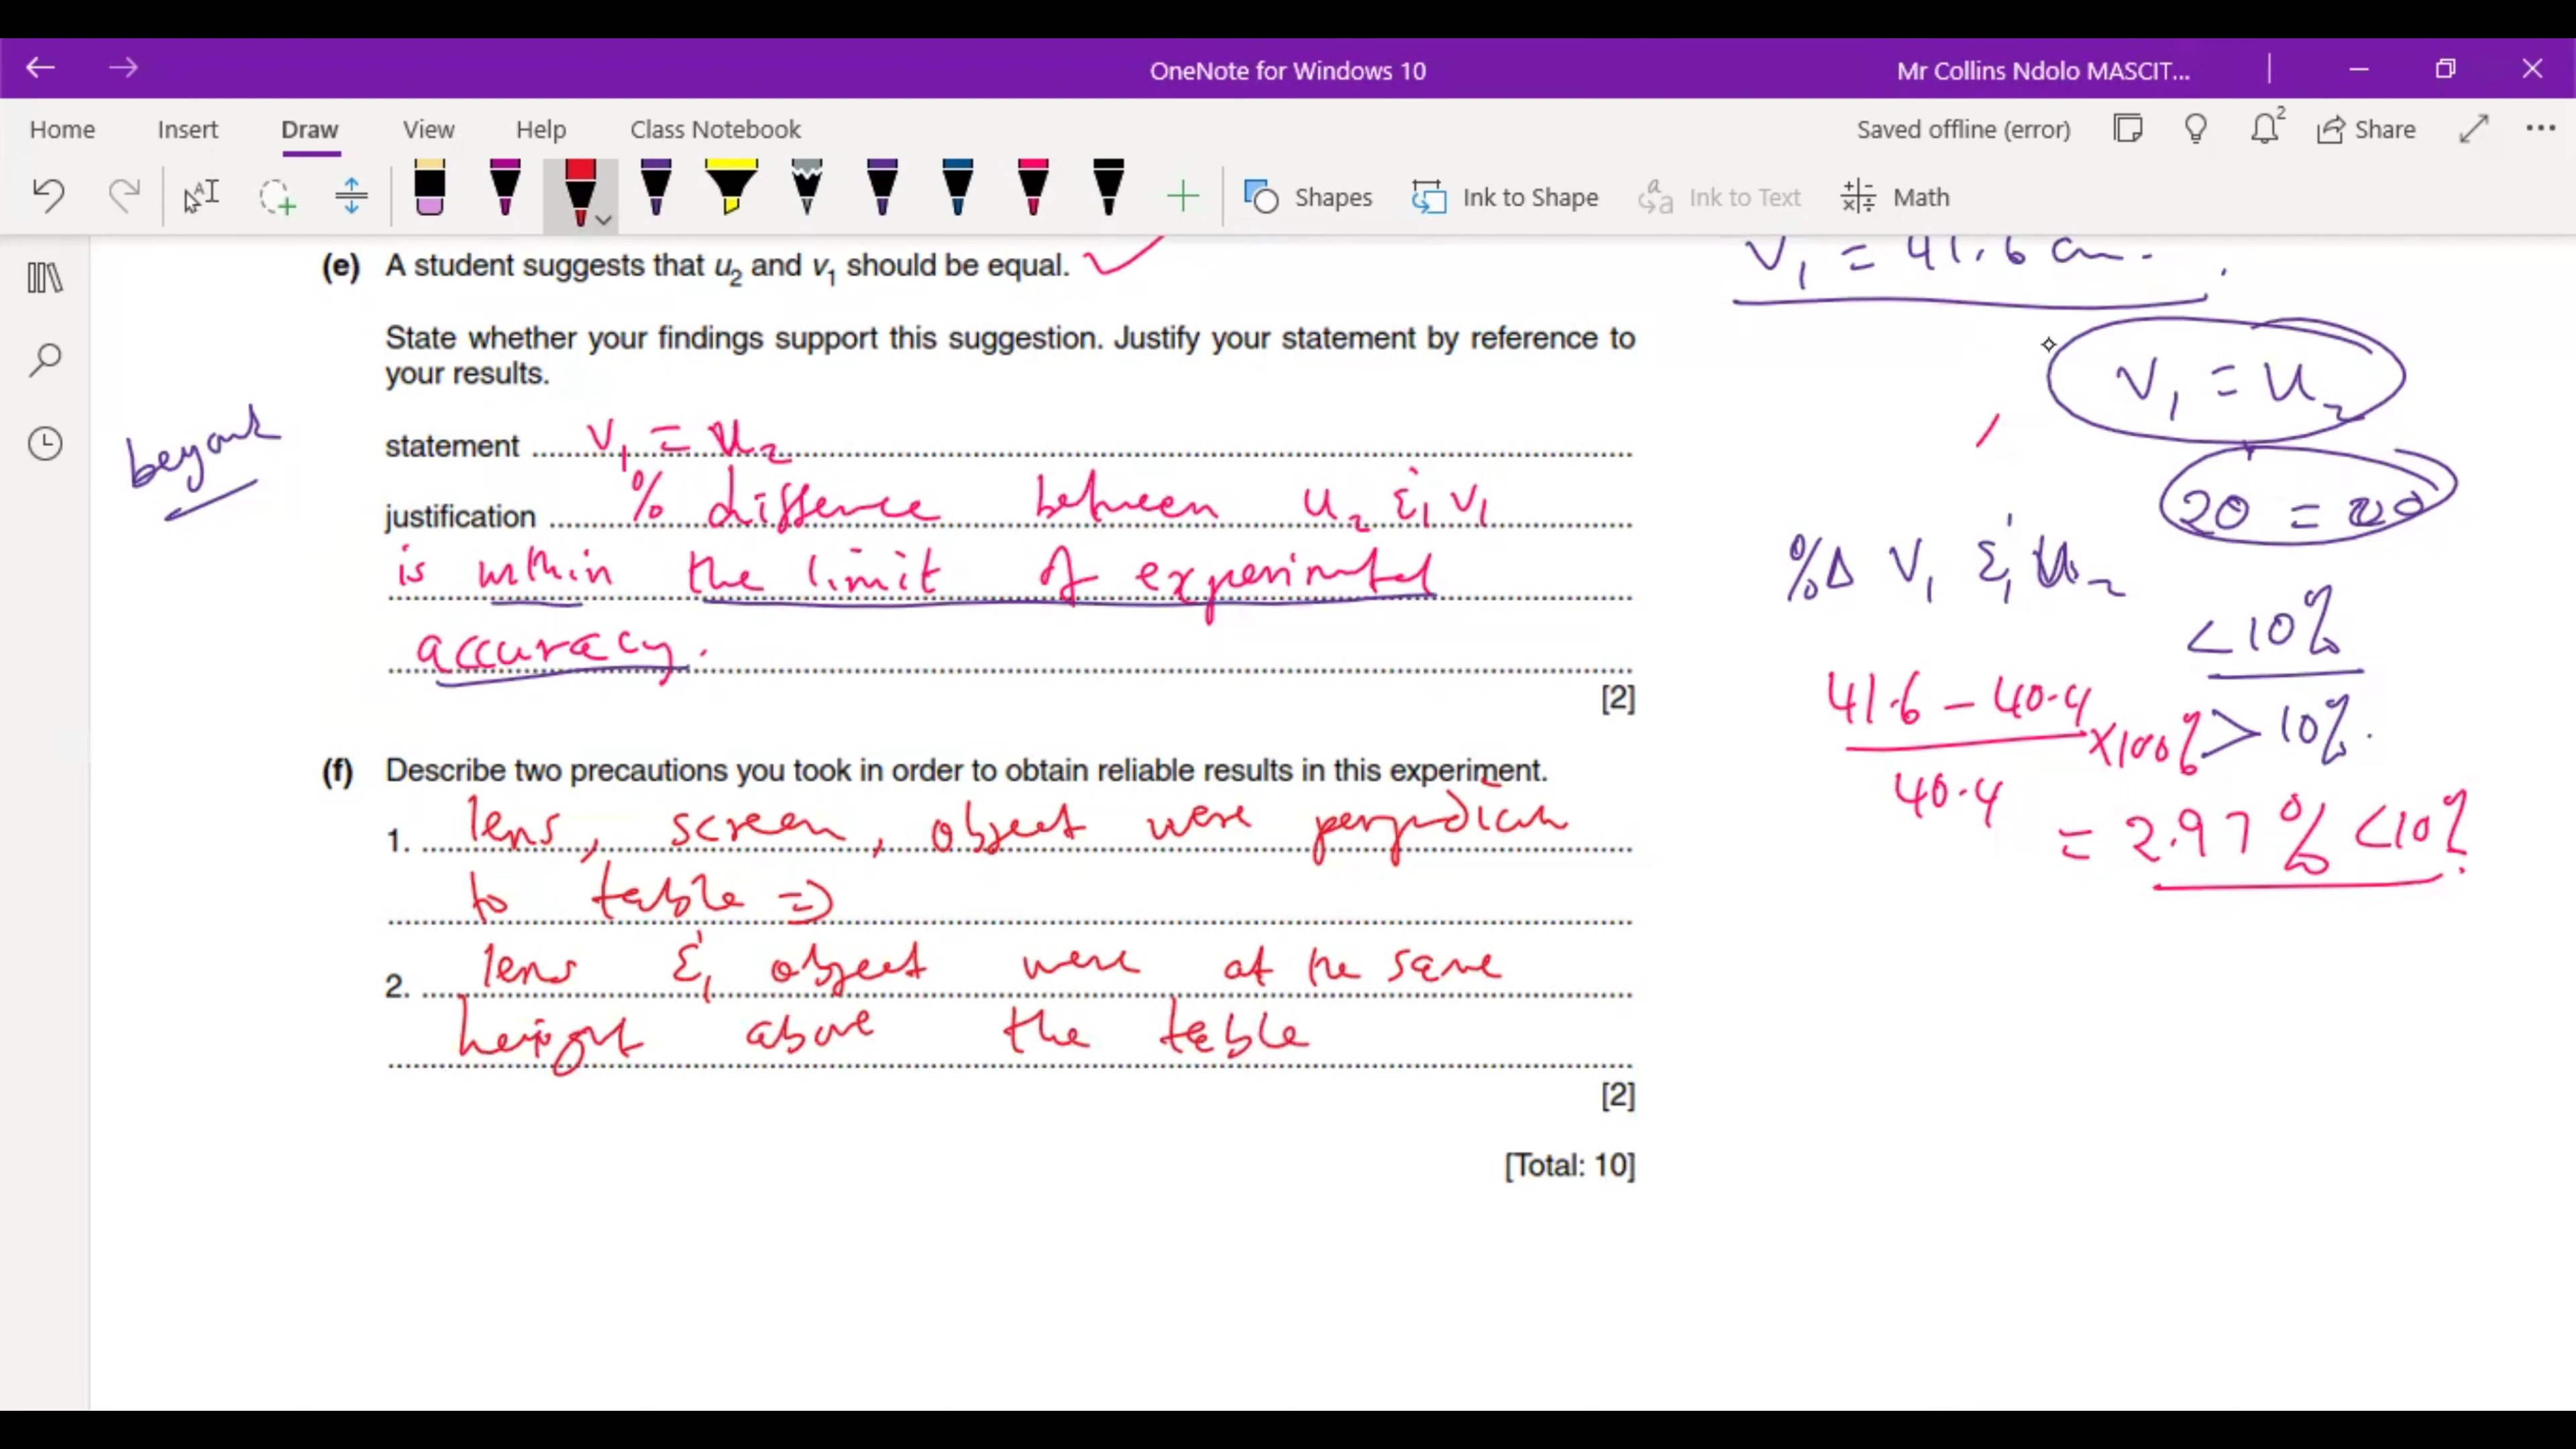 OneNote for Windows 10
Mr Collins Ndolo MASCIT...
Home Insert Draw View Help Class Notebook
Saved offline (error)
2
Share
Shapes
Ink to Shape
Ink to Text
Math
(e) A student suggests that u₂ and v₁ should be equal. ✓
State whether your findings support this suggestion. Justify your statement by reference to
your results.
statement v₁ = u₂
justification % difference between u₂ & v₁
is within the limit of experimental
accuracy.
[2]
(f) Describe two precautions you took in order to obtain reliable results in this experiment.
1. lens, screen, object were perpendicular
to table =>
2. lens & object were at the same
height above the table
[2]
[Total: 10]
beyond
v₁ = 41.6 cm.
v₁ = u₂
20 = 20
%Δ v₁ & u₂
<10%
>10%.
41.6 - 40.4
×100%
40.4
= 2.97% <10%.